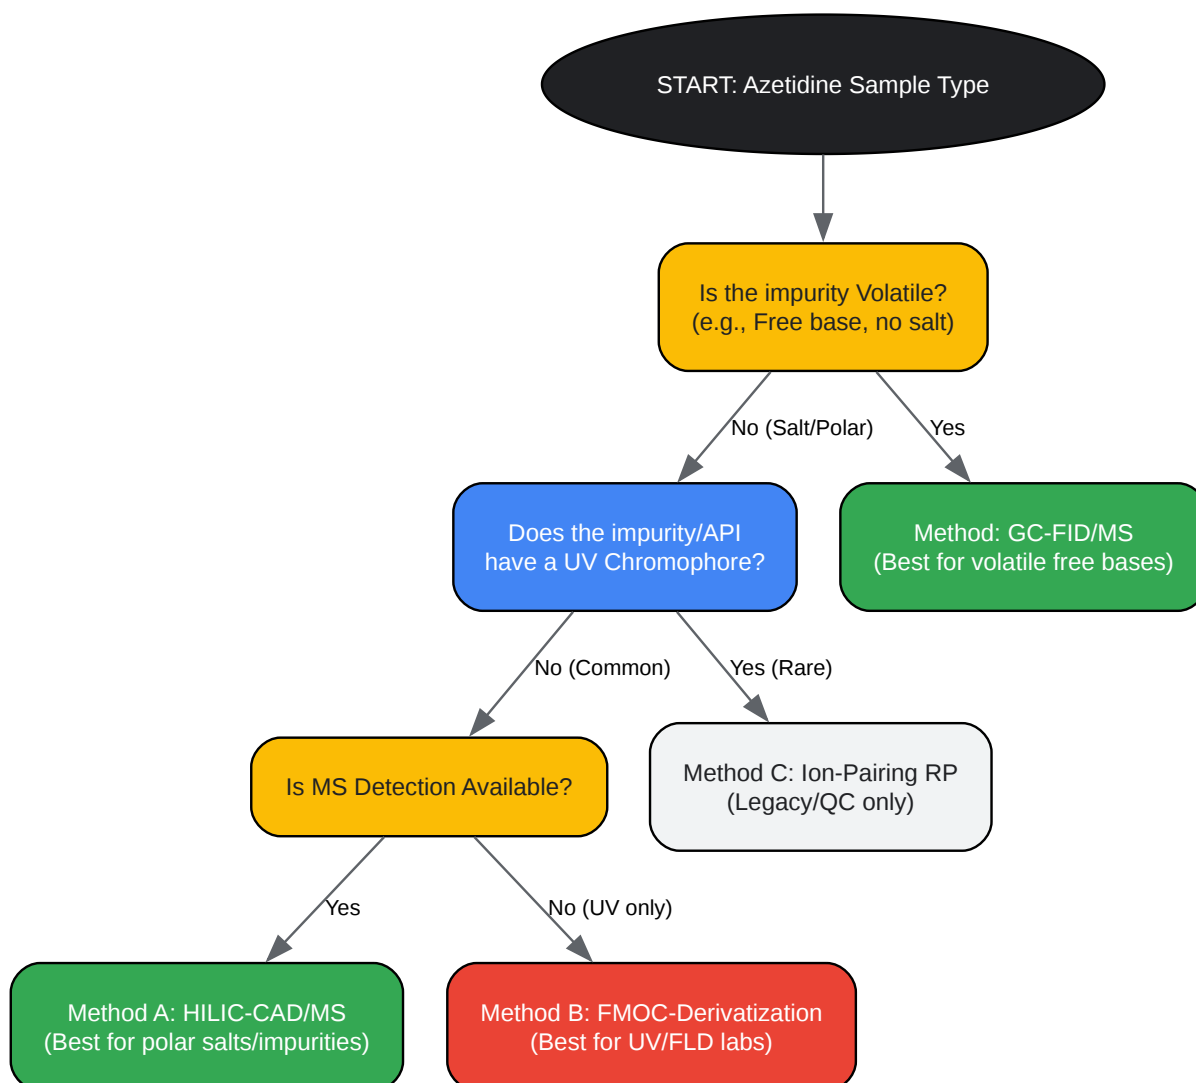 START: Azetidine Sample Type
Is the impurity Volatile?
(e.g., Free base, no salt)
No (Salt/Polar)
Yes
Does the impurity/API
have a UV Chromophore?
Method: GC-FID/MS
(Best for volatile free bases)
No (Common)
Yes (Rare)
Is MS Detection Available?
Method C: Ion-Pairing RP
(Legacy/QC only)
Yes
No (UV only)
Method A: HILIC-CAD/MS
(Best for polar salts/impurities)
Method B: FMOC-Derivatization
(Best for UV/FLD labs)